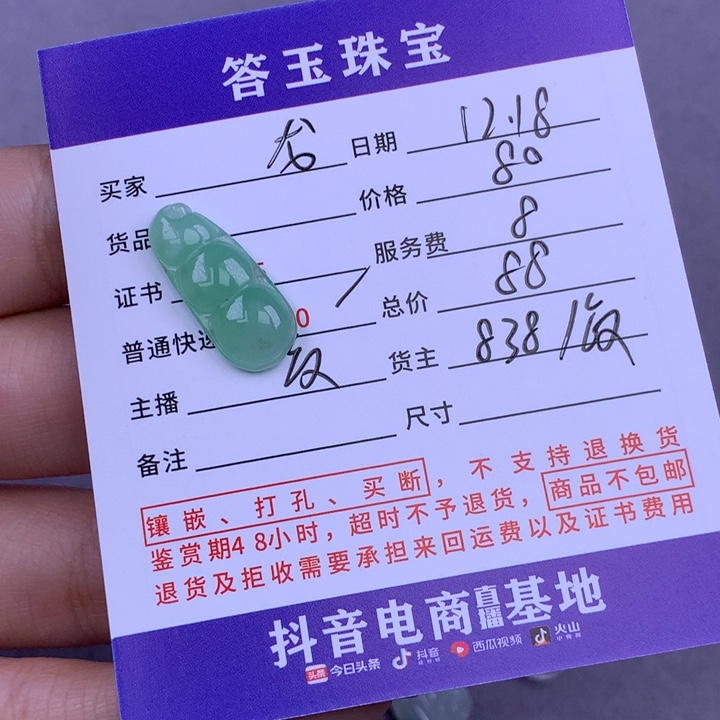 答玉珠宝
买家 龙 日期 12.18
货品 价格 80
证书 服务费 8
普通快递 0 总价 88
主播 货主 838
备注 尺寸
镶嵌、打孔、买断，不支持退换货
鉴赏期48小时，超时不予退货，商品不包邮
退货及拒收需要承担来回运费以及证书费用
抖音电商直播基地
头条 今日头条 抖音 西瓜视频 火山